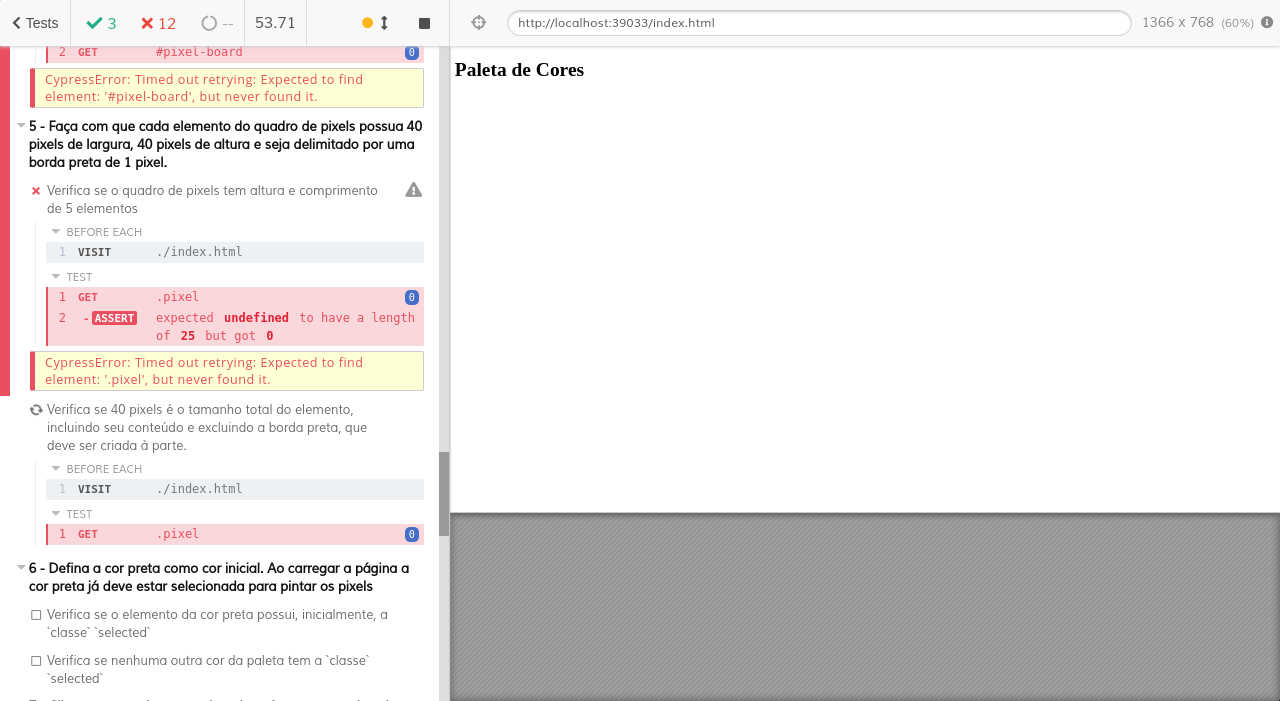 Tests
3
12
--
53.71
http://localhost:39033/index.html
1366 x 768 (60%)
2 GET #pixel-board 0
CypressError: Timed out retrying: Expected to find
element: '#pixel-board', but never found it.
5 - Faça com que cada elemento do quadro de pixels possua 40
pixels de largura, 40 pixels de altura e seja delimitado por uma
borda preta de 1 pixel.
Verifica se o quadro de pixels tem altura e comprimento
de 5 elementos
BEFORE EACH
1 VISIT ./index.html
TEST
1 GET .pixel 0
2 -ASSERT expected undefined to have a length
of 25 but got 0
CypressError: Timed out retrying: Expected to find
element: '.pixel', but never found it.
Verifica se 40 pixels é o tamanho total do elemento,
incluindo seu conteúdo e excluindo a borda preta, que
deve ser criada à parte.
BEFORE EACH
1 VISIT ./index.html
TEST
1 GET .pixel 0
6 - Defina a cor preta como cor inicial. Ao carregar a página a
cor preta já deve estar selecionada para pintar os pixels
Verifica se o elemento da cor preta possui, inicialmente, a
`classe` `selected`
Verifica se nenhuma outra cor da paleta tem a `classe`
`selected`
Paleta de Cores